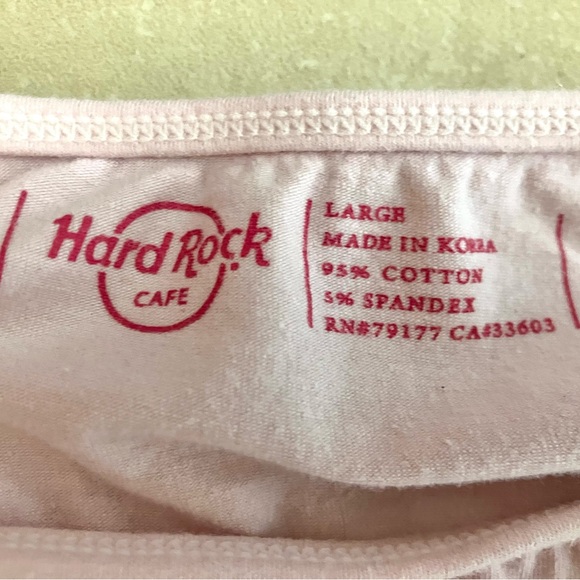 Hard Rock
CAFE
LARGE
MADE IN KOREA
95% COTTON
5% SPANDEX
RN#79177 CA#33603